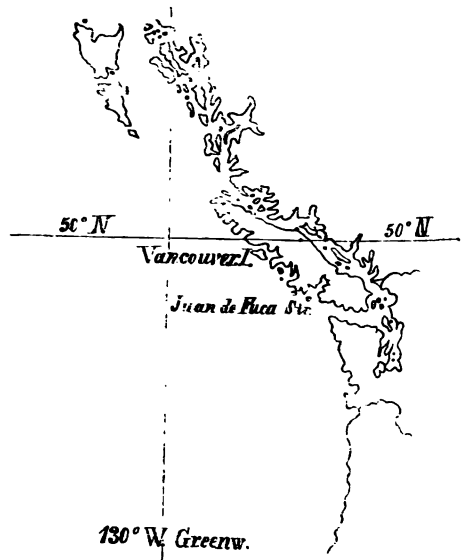 50° N 50° N
Vancouver I.
Juan de Fuca Str.
130° W. Greenw.